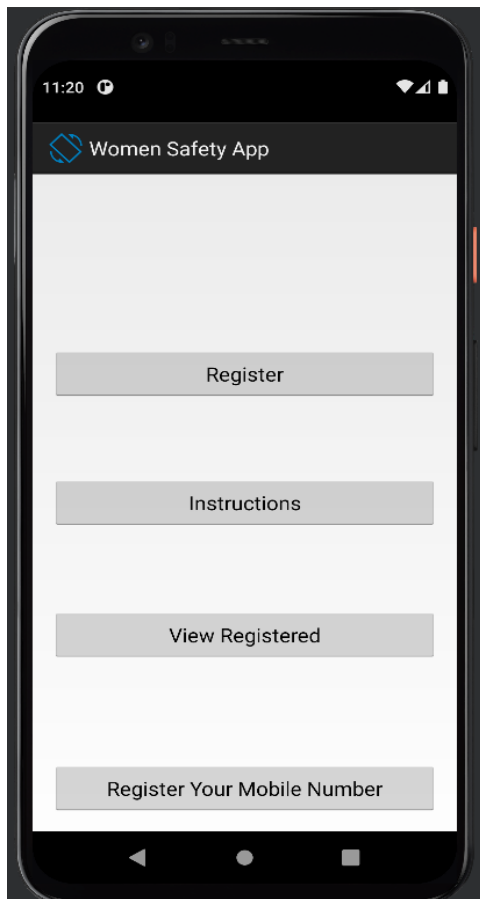 11:20
Women Safety App
Register
Instructions
View Registered
Register Your Mobile Number